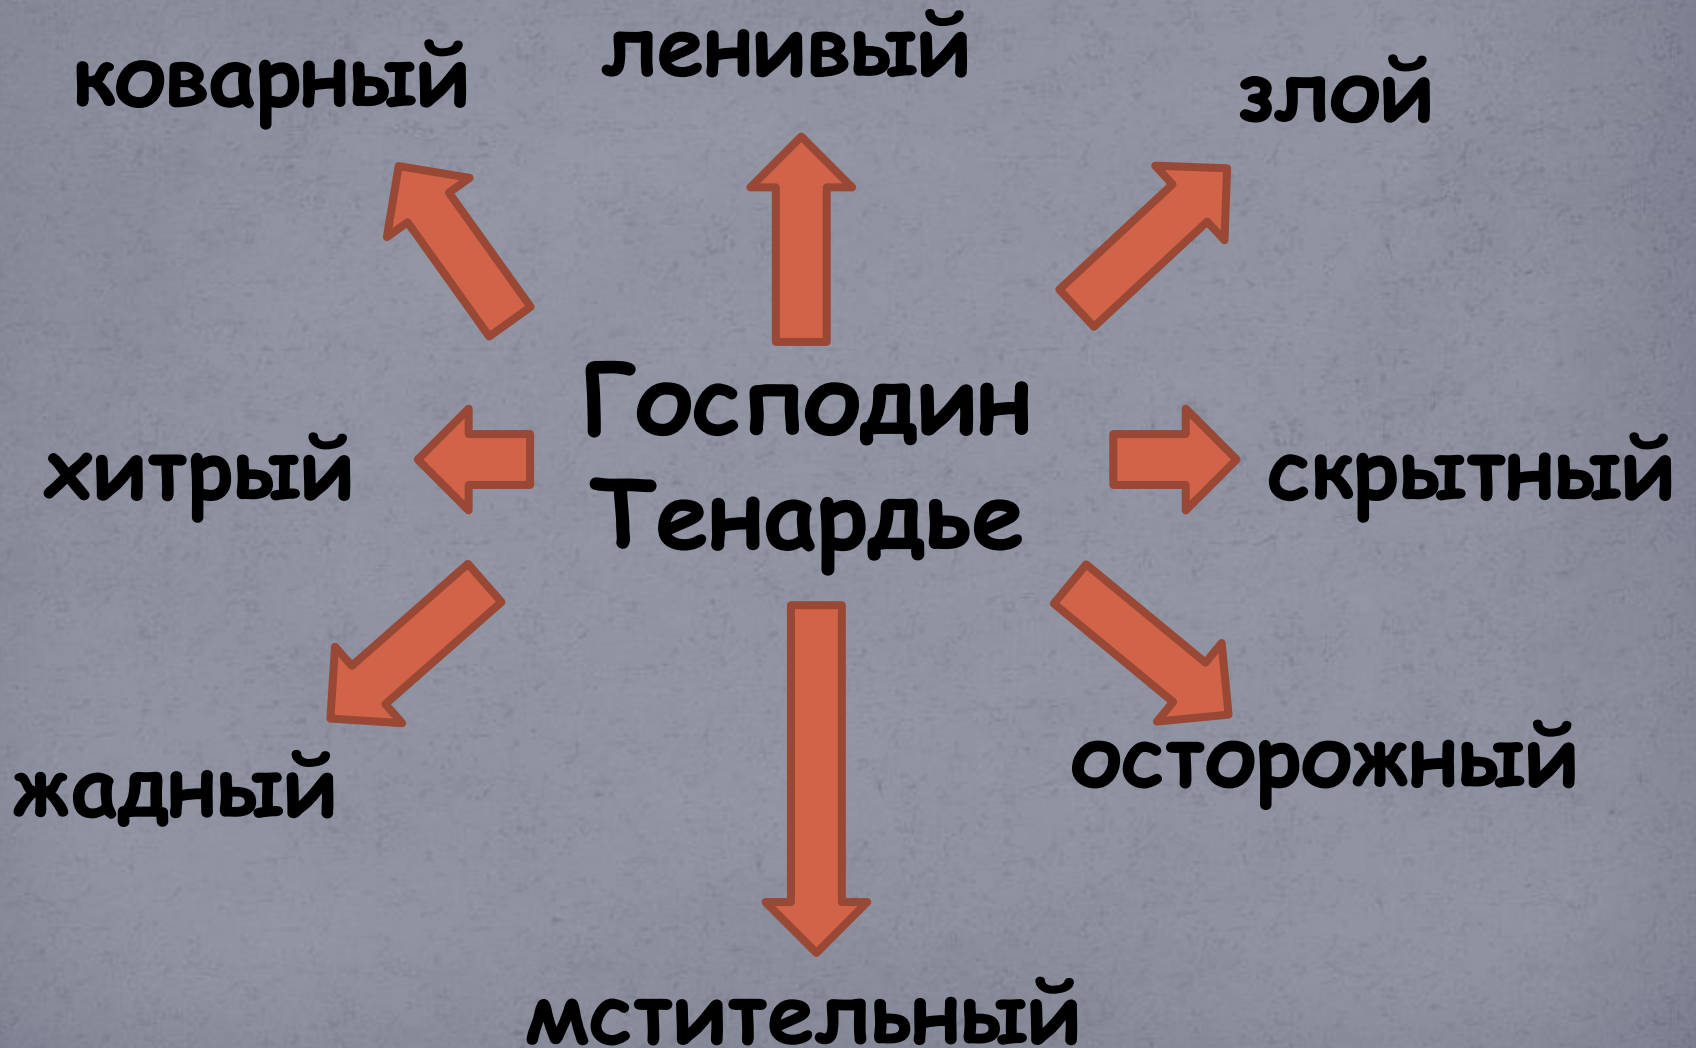 коварный
ленивый
злой
Господин
Тенардье
хитрый
скрытный
жадный
осторожный
мстительный